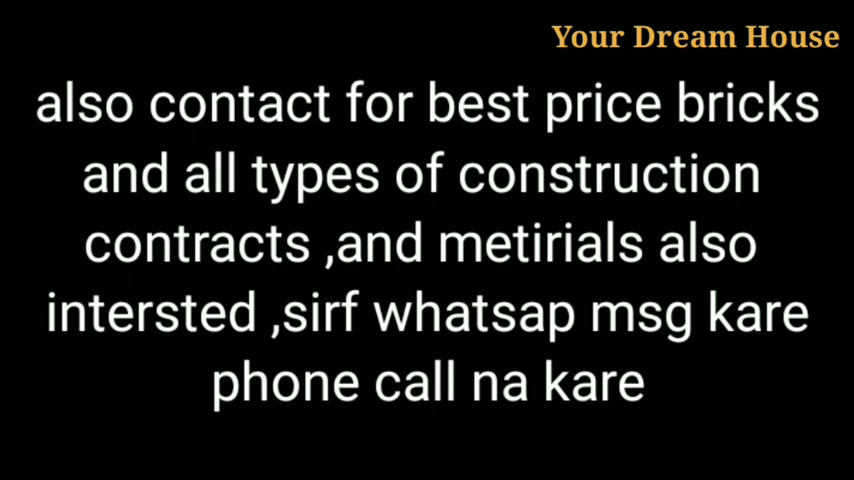 Your Dream House
also contact for best price bricks
and all types of construction
contracts ,and metirials also
intersted ,sirf whatsap msg kare
phone call na kare